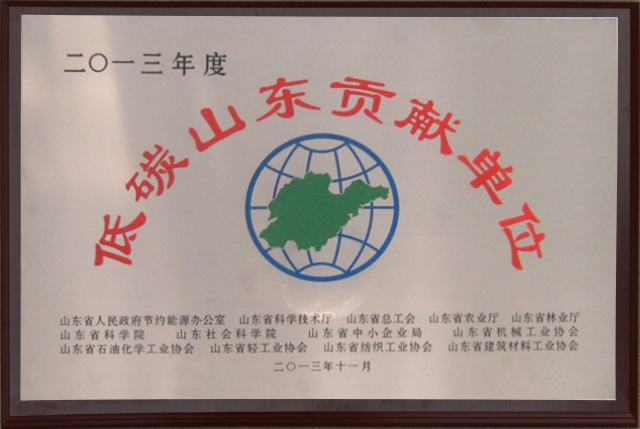 二〇一三年度
低碳山东贡献单位
山东省人民政府节约能源办公室 山东省科学技术厅 山东省总工会 山东省农业厅 山东省林业厅
山东省科学院 山东社会科学院 山东省中小企业局 山东省机械工业协会
山东省石油化学工业协会 山东省轻工业协会 山东省纺织工业协会 山东省建筑材料工业协会
二〇一三年十一月